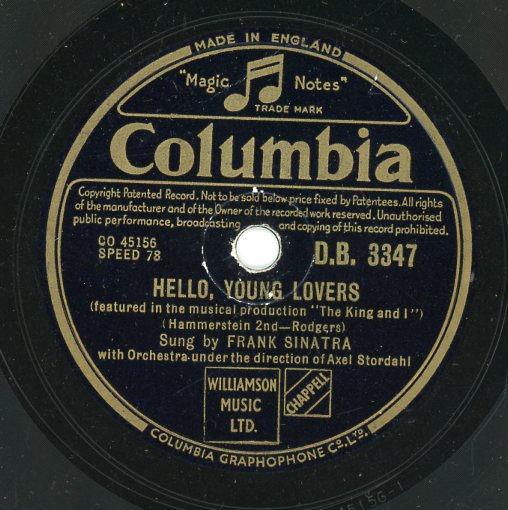 MADE IN ENGLAND
"Magic Notes"
TRADE MARK
Columbia
Copyright Patented Record. Not to be sold below price fixed by Patentees. All rights
of the manufacturer and of the Owner of the recorded work reserved. Unauthorised
public performance, broadcasting and copying of this record prohibited.
CO 45156
SPEED 78
D.B. 3347
HELLO, YOUNG LOVERS
(featured in the musical production "The King and I")
(Hammerstein 2nd—Rodgers)
Sung by FRANK SINATRA
with Orchestra under the direction of Axel Stordahl
WILLIAMSON
MUSIC
LTD.
CHAPPELL
COLUMBIA GRAPHOPHONE Co. LTD.